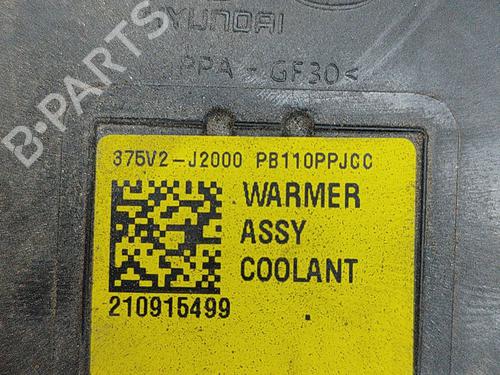 HYUNDAI
PPA - GF30<
375V2-J2000 PB110PPJCC
WARMER
ASSY
COOLANT
210915499
B-PARTS